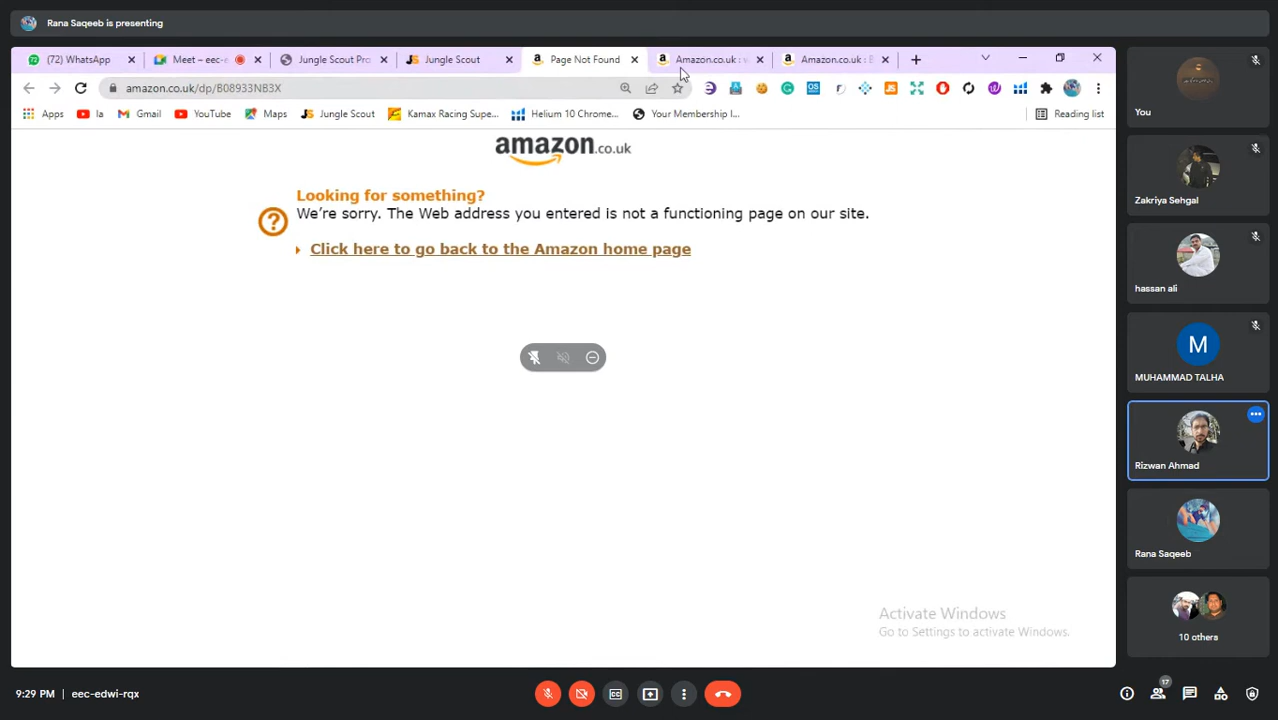 Rana Saqeeb is presenting
(72) WhatsApp
Meet – eec-e
Jungle Scout Pro
Jungle Scout
Page Not Found
Amazon.co.uk : w
Amazon.co.uk : B
amazon.co.uk/dp/B08933NB3X
Apps
la
Gmail
YouTube
Maps
Jungle Scout
Kamax Racing Supe...
Helium 10 Chrome...
Your Membership I...
Reading list
amazon.co.uk
Looking for something?
We're sorry. The Web address you entered is not a functioning page on our site.
Click here to go back to the Amazon home page
Activate Windows
Go to Settings to activate Windows.
You
Zakriya Sehgal
hassan ali
M
MUHAMMAD TALHA
Rizwan Ahmad
Rana Saqeeb
10 others
9:29 PM | eec-edwi-rqx
17